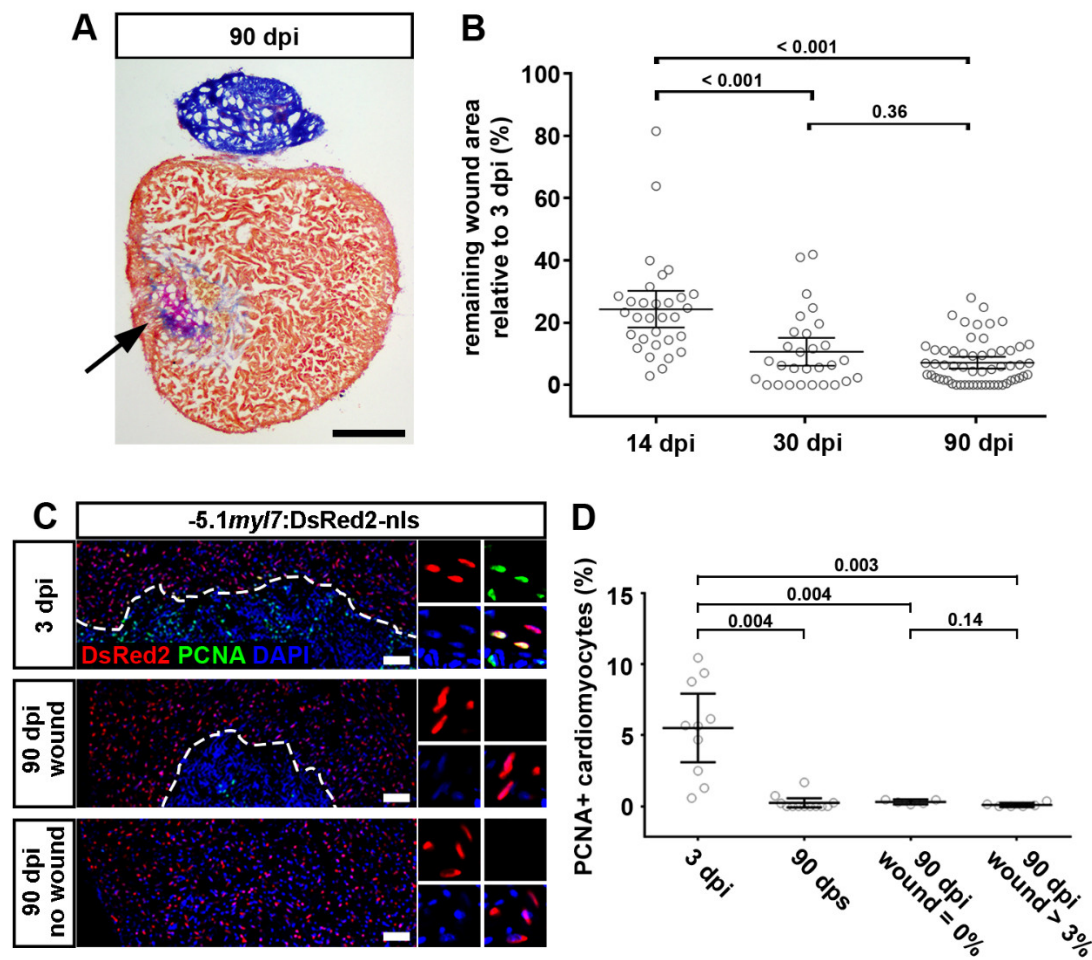 A
90 dpi
B
remaining wound area
relative to 3 dpi (%)
100
80
60
40
20
0
< 0.001
< 0.001
0.36
14 dpi
30 dpi
90 dpi
C
-5.1myl7:DsRed2-nls
3 dpi
DsRed2 PCNA DAPI
90 dpi
wound
90 dpi
no wound
D
PCNA+ cardiomyocytes (%)
15
10
5
0
0.003
0.004
0.004
0.14
3 dpi
90 dps
90 dpi
wound = 0%
90 dpi
wound > 3%